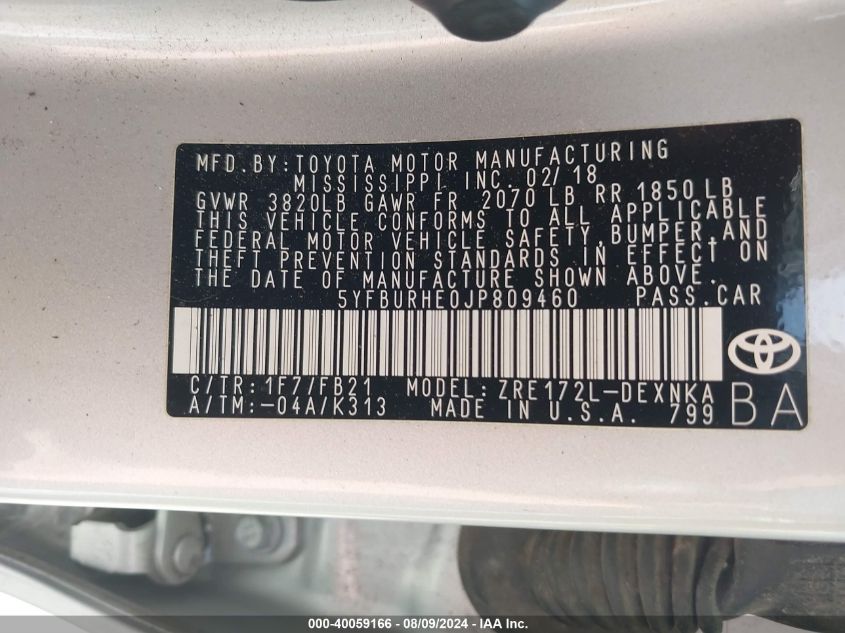 MFD. BY: TOYOTA MOTOR MANUFACTURING
MISSISSIPPI INC. 02/18
GVWR 3820LB GAWR FR 2070 LB RR 1850LB
THIS VEHICLE CONFORMS TO ALL APPLICABLE
FEDERAL MOTOR VEHICLE SAFETY, BUMPER, AND
THEFT PREVENTION STANDARDS IN EFFECT ON
THE DATE OF MANUFACTURE SHOWN ABOVE.
5YFBURHE0JP809460 PASS. CAR
C/TR: 1F7/FB21 MODEL: ZRE172L-DEXNKA
A/TM:-04A/K313 MADE IN U.S.A. 799 BA
000-40059166 - 08/09/2024 - IAA Inc.